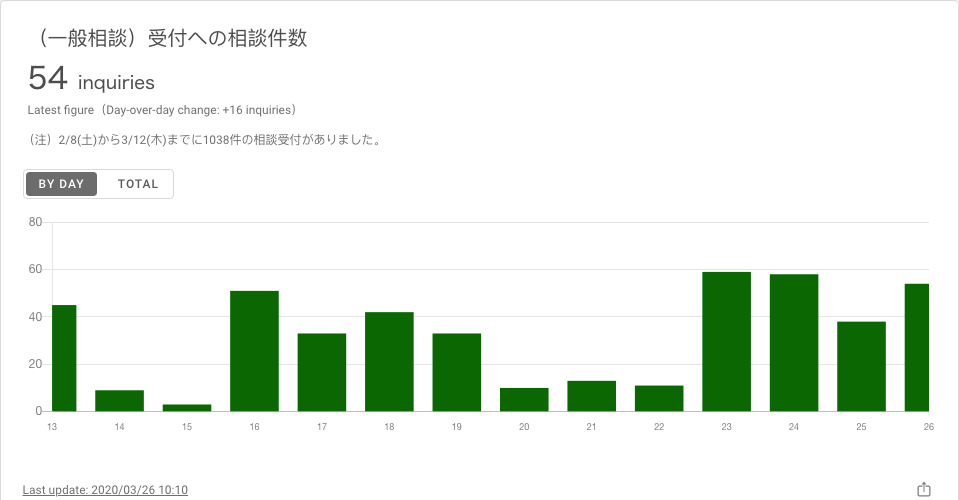 （一般相談）受付への相談件数
54 inquiries
Latest figure（Day-over-day change: +16 inquiries）
（注）2/8(土)から3/12(木)までに1038件の相談受付がありました。
BY DAY TOTAL
80
60
40
20
0
13 14 15 16 17 18 19 20 21 22 23 24 25 26
Last update: 2020/03/26 10:10